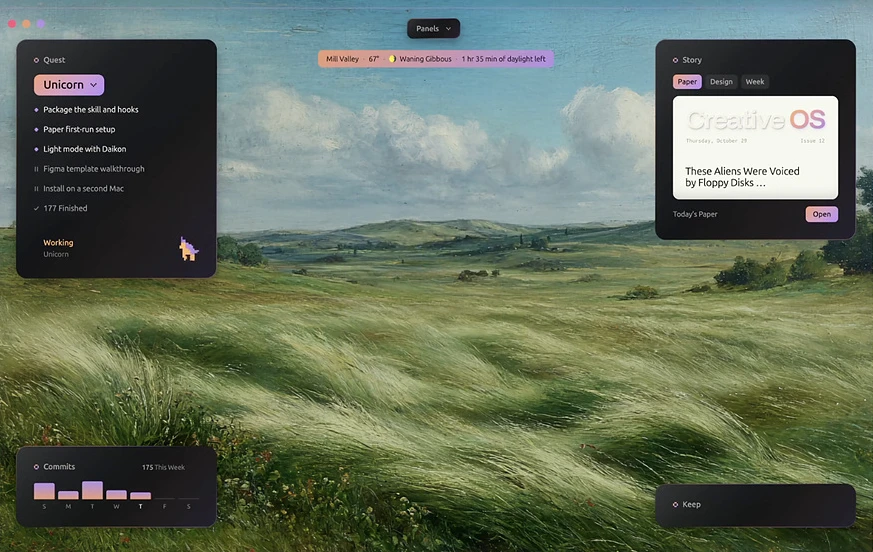 Panels
Mill Valley · 67° · Waning Gibbous · 1 hr 35 min of daylight left
Quest
Unicorn
Package the skill and hooks
Paper first-run setup
Light mode with Daikon
Figma template walkthrough
Install on a second Mac
177 Finished
Working
Unicorn
Story
Paper Design Week
Creative OS
Thursday, October 29 Issue 22
These Aliens Were Voiced
by Floppy Disks ...
Today's Paper Open
Commits 175 This Week
S M T W T F S
Keep